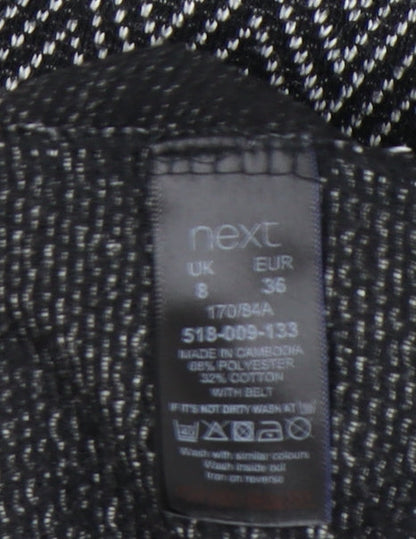 next
UK EUR
8 36
170/84A
518-009-133
MADE IN CAMBODIA
68% POLYESTER
32% COTTON
WITH BELT
IF IT'S NOT DIRTY WASH AT
Wash with similar colours
Wash inside out
Iron on reverse